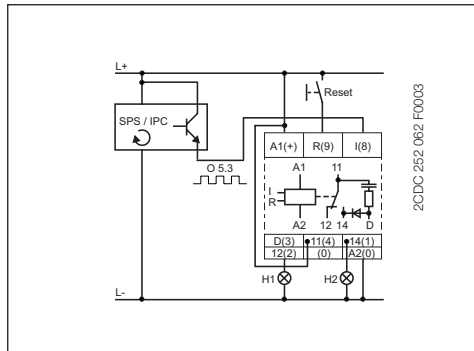 L+
Reset
SPS / IPC
A1(+) R(9) I(8)
O 5.3
A1 11
I
R
A2 12 14 D
D(3) 11(4) 14(1)
12(2) (0) A2(0)
H1 H2
L-
2CDC 252 062 F0003